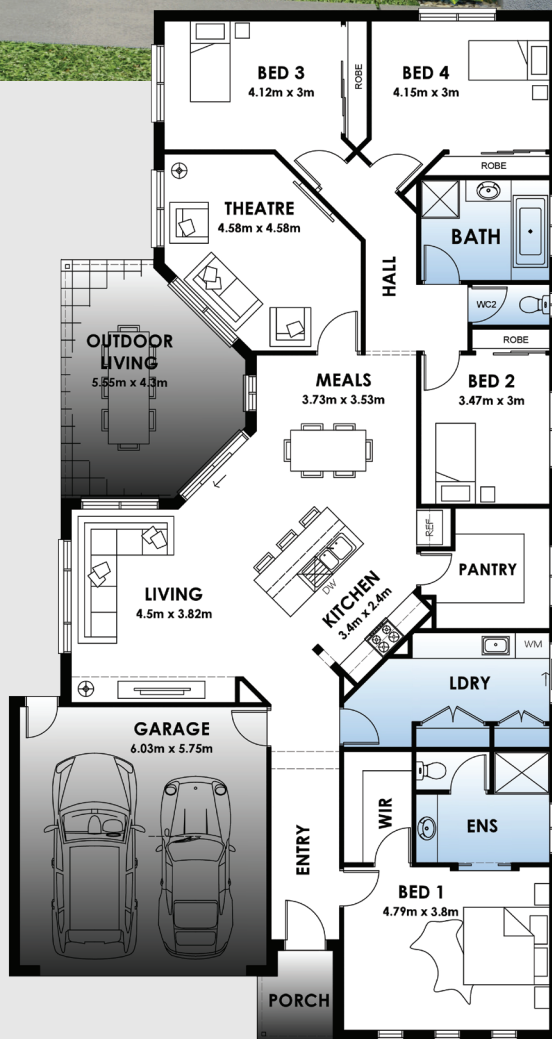 BED 3
4.12m x 3m
ROBE
BED 4
4.15m x 3m
ROBE
THEATRE
4.58m x 4.58m
BATH
HALL
WC2
ROBE
OUTDOOR
LIVING
5.55m x 4.3m
MEALS
3.73m x 3.53m
BED 2
3.47m x 3m
REF
PANTRY
DW
KITCHEN
3.4m x 2.4m
LIVING
4.5m x 3.82m
WM
LDRY
GARAGE
6.03m x 5.75m
WIR
ENS
ENTRY
BED 1
4.79m x 3.8m
PORCH